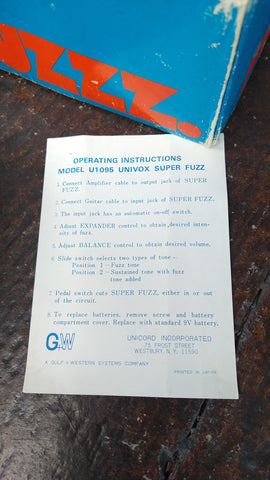 UZZ.
OPERATING INSTRUCTIONS
MODEL U1095 UNIVOX SUPER FUZZ
1. Connect Amplifier cable to output jack of SUPER
FUZZ.
2. Connect Guitar cable to input jack of SUPER FUZZ.
3. The input jack has an automatic on-off switch.
4. Adjust EXPANDER control to obtain desired inten-
sity of fuzz.
5. Adjust BALANCE control to obtain desired volume.
6. Slide switch selects two types of tone—
Position 1—Fuzz tone
Position 2—Sustained tone with fuzz
tone added
7. Pedal switch cuts SUPER FUZZ, either in or out
of the circuit.
8. To replace batteries, remove screw and battery
compartment cover. Replace with standard 9V battery.
G+W
UNICORD INCORPORATED
75 FROST STREET
WESTBURY, N.Y. 11590
A GULF + WESTERN SYSTEMS COMPANY
PRINTED IN JAPAN